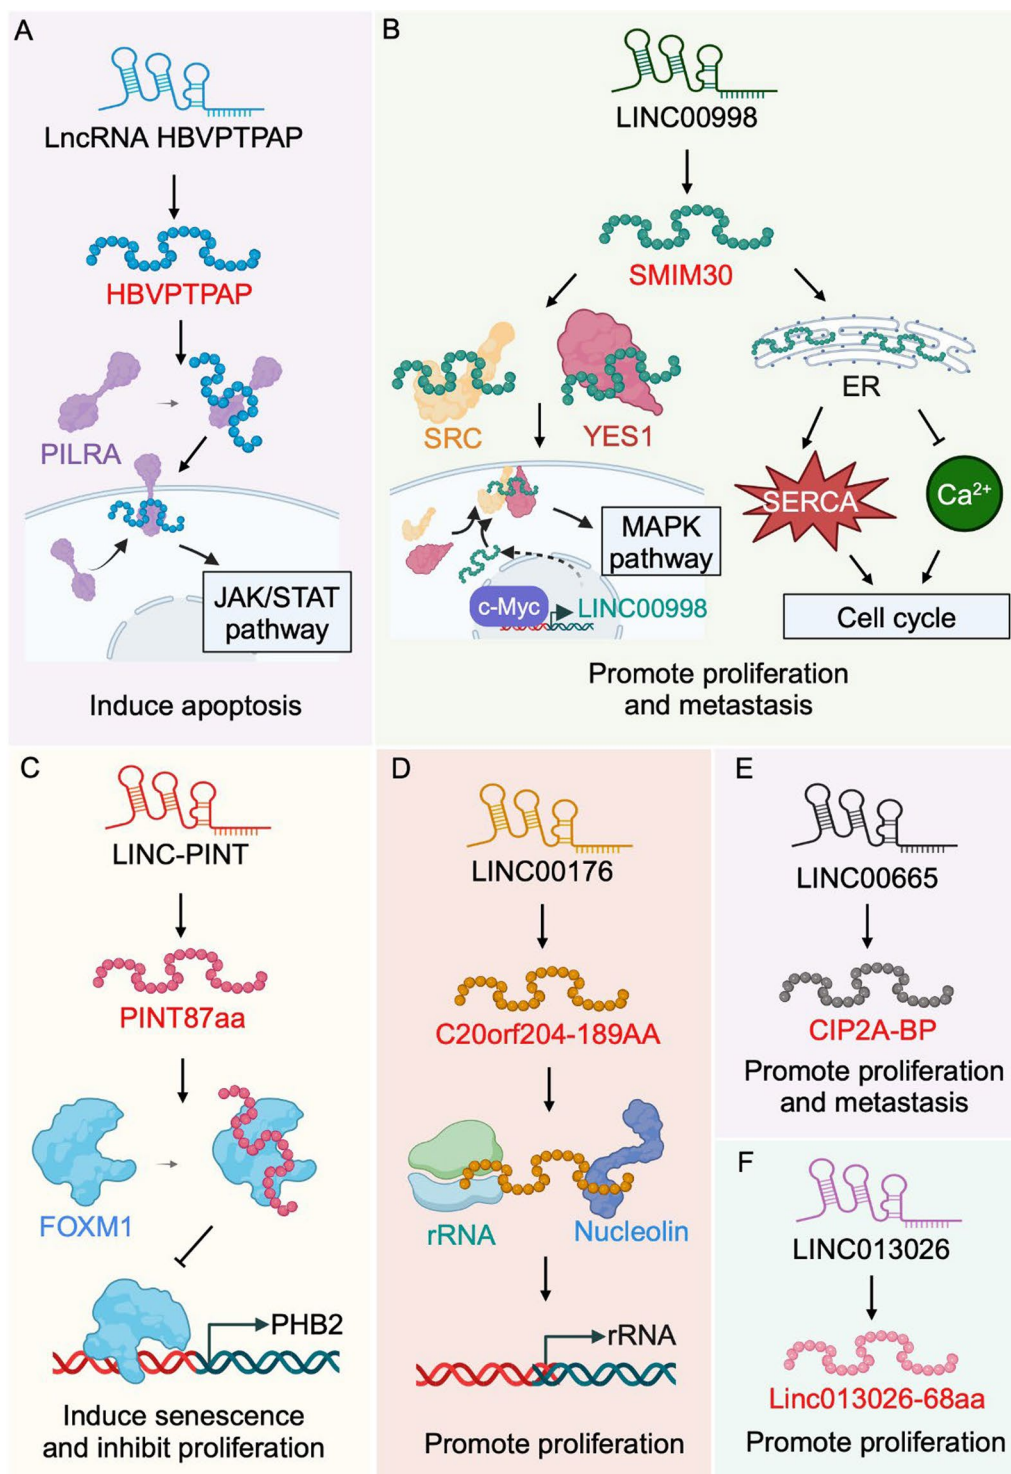 A
LncRNA HBVPTPAP
HBVPTPAP
PILRA
JAK/STAT
pathway
Induce apoptosis
B
LINC00998
SMIM30
SRC
YES1
ER
MAPK
pathway
c-Myc
LINC00998
SERCA
Ca²⁺
Cell cycle
Promote proliferation
and metastasis
C
LINC-PINT
PINT87aa
FOXM1
PHB2
Induce senescence
and inhibit proliferation
D
LINC00176
C20orf204-189AA
rRNA
Nucleolin
rRNA
Promote proliferation
E
LINC00665
CIP2A-BP
Promote proliferation
and metastasis
F
LINC013026
Linc013026-68aa
Promote proliferation